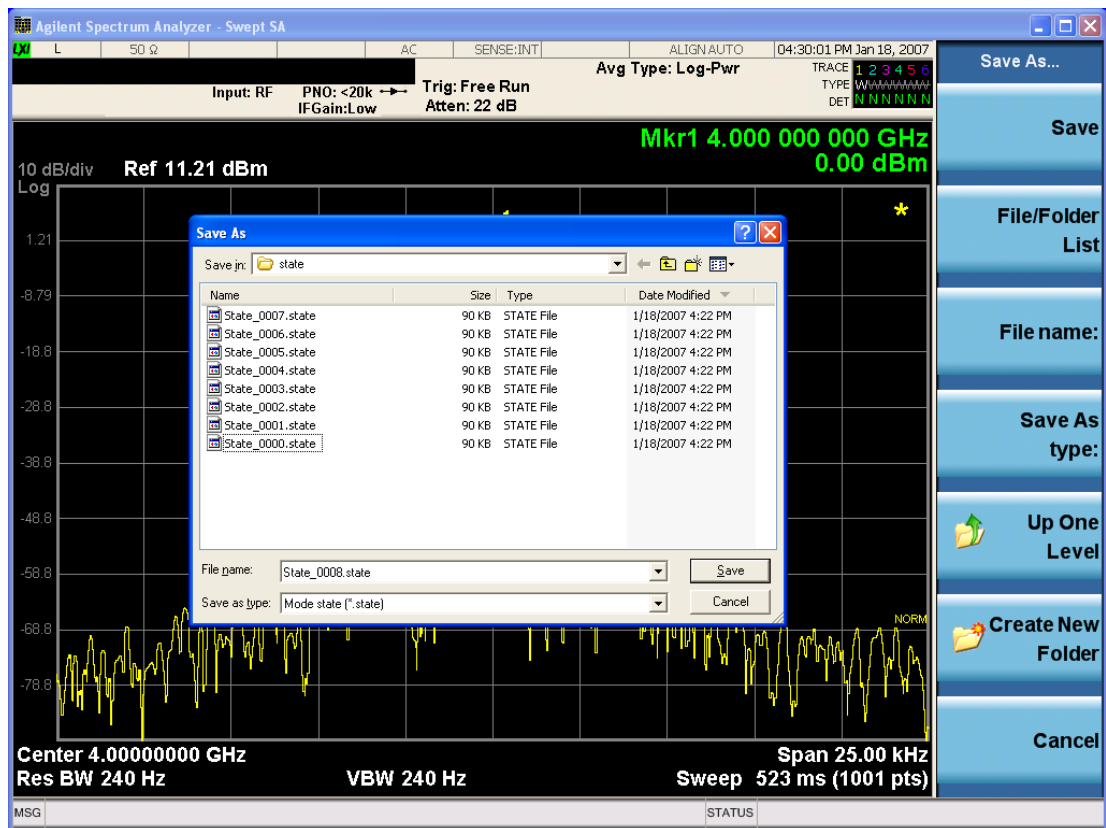 Agilent Spectrum Analyzer - Swept SA
LXI L 50 Ω AC SENSE:INT ALIGN AUTO 04:30:01 PM Jan 18, 2007
Input: RF PNO: <20k Trig: Free Run Avg Type: Log-Pwr TRACE 1 2 3 4 5 6
IFGain:Low Atten: 22 dB TYPE WWWWWW
DET N N N N N N
Mkr1 4.000 000 000 GHz
0.00 dBm
10 dB/div Ref 11.21 dBm
Log
1.21
-8.79
-18.8
-28.8
-38.8
-48.8
-58.8
-68.8
-78.8
Save As
Save in: state
Name Size Type Date Modified
State_0007.state 90 KB STATE File 1/18/2007 4:22 PM
State_0006.state 90 KB STATE File 1/18/2007 4:22 PM
State_0005.state 90 KB STATE File 1/18/2007 4:22 PM
State_0004.state 90 KB STATE File 1/18/2007 4:22 PM
State_0003.state 90 KB STATE File 1/18/2007 4:22 PM
State_0002.state 90 KB STATE File 1/18/2007 4:22 PM
State_0001.state 90 KB STATE File 1/18/2007 4:22 PM
State_0000.state 90 KB STATE File 1/18/2007 4:22 PM
File name: State_0008.state Save
Save as type: Mode state (*.state) Cancel
NORM
Center 4.00000000 GHz Span 25.00 kHz
Res BW 240 Hz VBW 240 Hz Sweep 523 ms (1001 pts)
MSG STATUS
Save As...
Save
File/Folder
List
File name:
Save As
type:
Up One
Level
Create New
Folder
Cancel